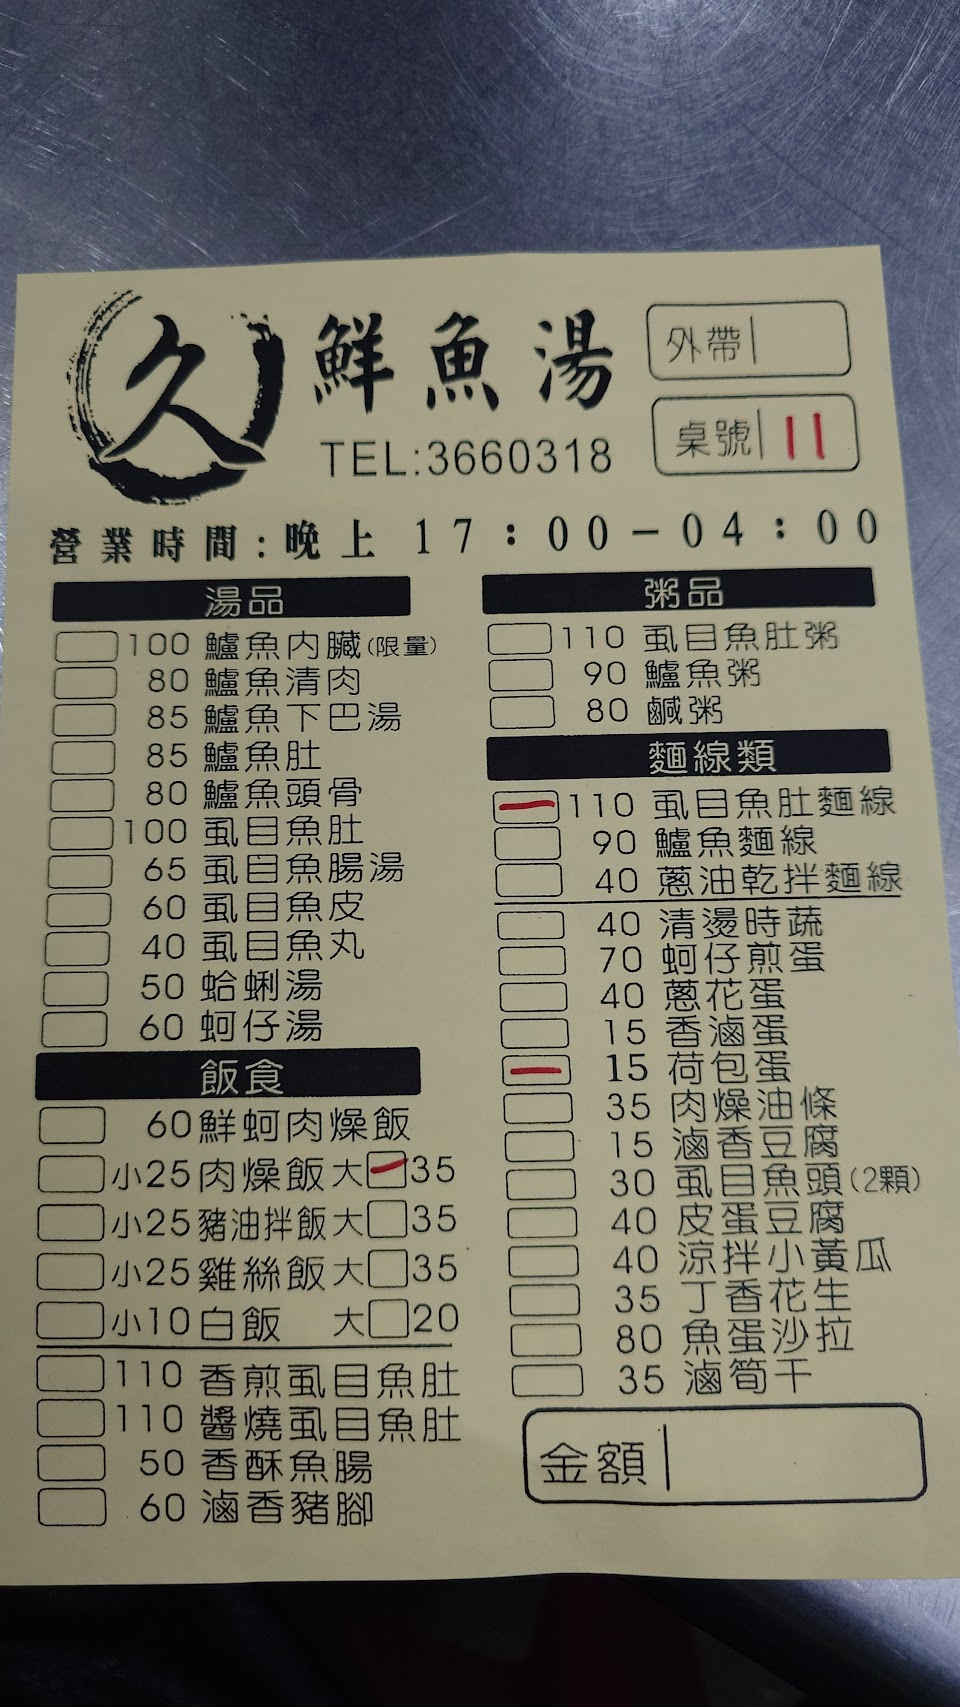 久 鮮魚湯
外帶
TEL:3660318
桌號 11
營業時間:晚上 17:00-04:00
湯品
100 鱸魚內臟(限量)
80 鱸魚清肉
85 鱸魚下巴湯
85 鱸魚肚
80 鱸魚頭骨
100 虱目魚肚
65 虱目魚腸湯
60 虱目魚皮
40 虱目魚丸
50 蛤蜊湯
60 蚵仔湯
飯食
60 鮮蚵肉燥飯
小25 肉燥飯 大 一 35
小25 豬油拌飯 大 35
小25 雞絲飯 大 35
小10 白飯 大 20
110 香煎虱目魚肚
110 醬燒虱目魚肚
50 香酥魚腸
60 滷香豬腳
粥品
110 虱目魚肚粥
90 鱸魚粥
80 鹹粥
麵線類
一 110 虱目魚肚麵線
90 鱸魚麵線
40 蔥油乾拌麵線
40 清燙時蔬
70 蚵仔煎蛋
40 蔥花蛋
15 香滷蛋
一 15 荷包蛋
35 肉燥油條
15 滷香豆腐
30 虱目魚頭(2顆)
40 皮蛋豆腐
40 涼拌小黃瓜
35 丁香花生
80 魚蛋沙拉
35 滷筍干
金額